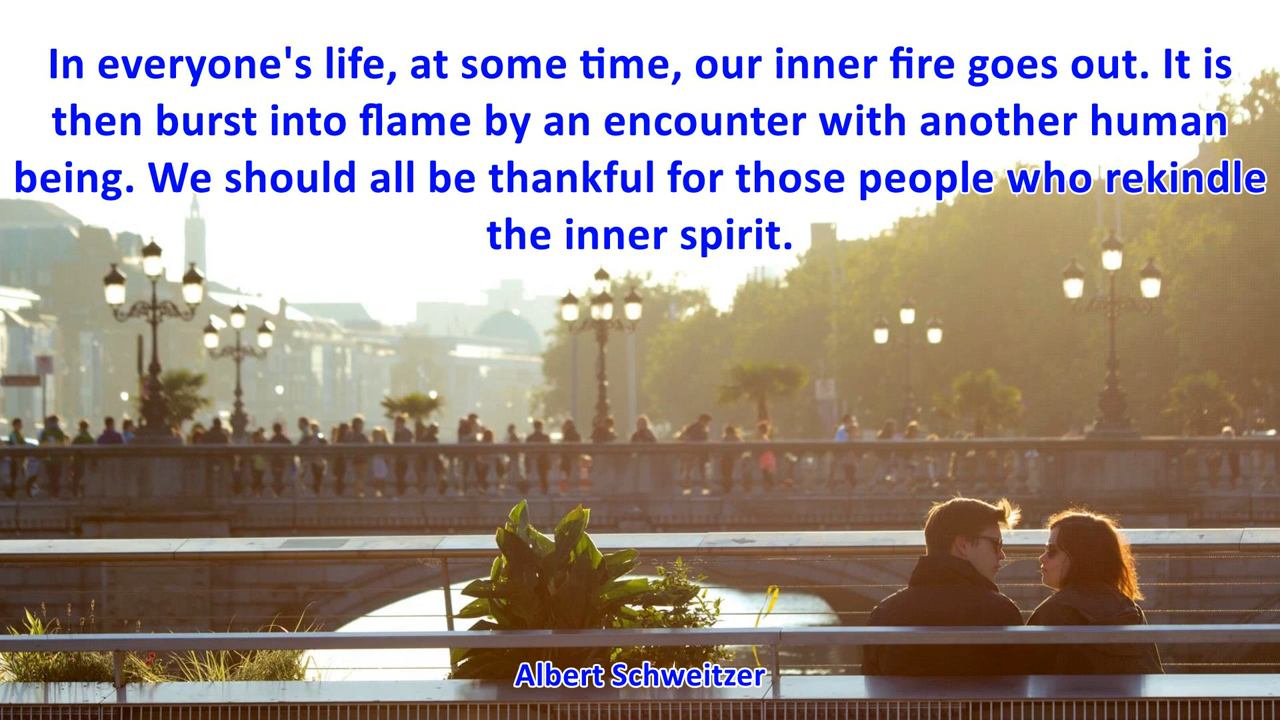 In everyone's life, at some time, our inner fire goes out. It is
then burst into flame by an encounter with another human
being. We should all be thankful for those people who rekindle
the inner spirit.
Albert Schweitzer